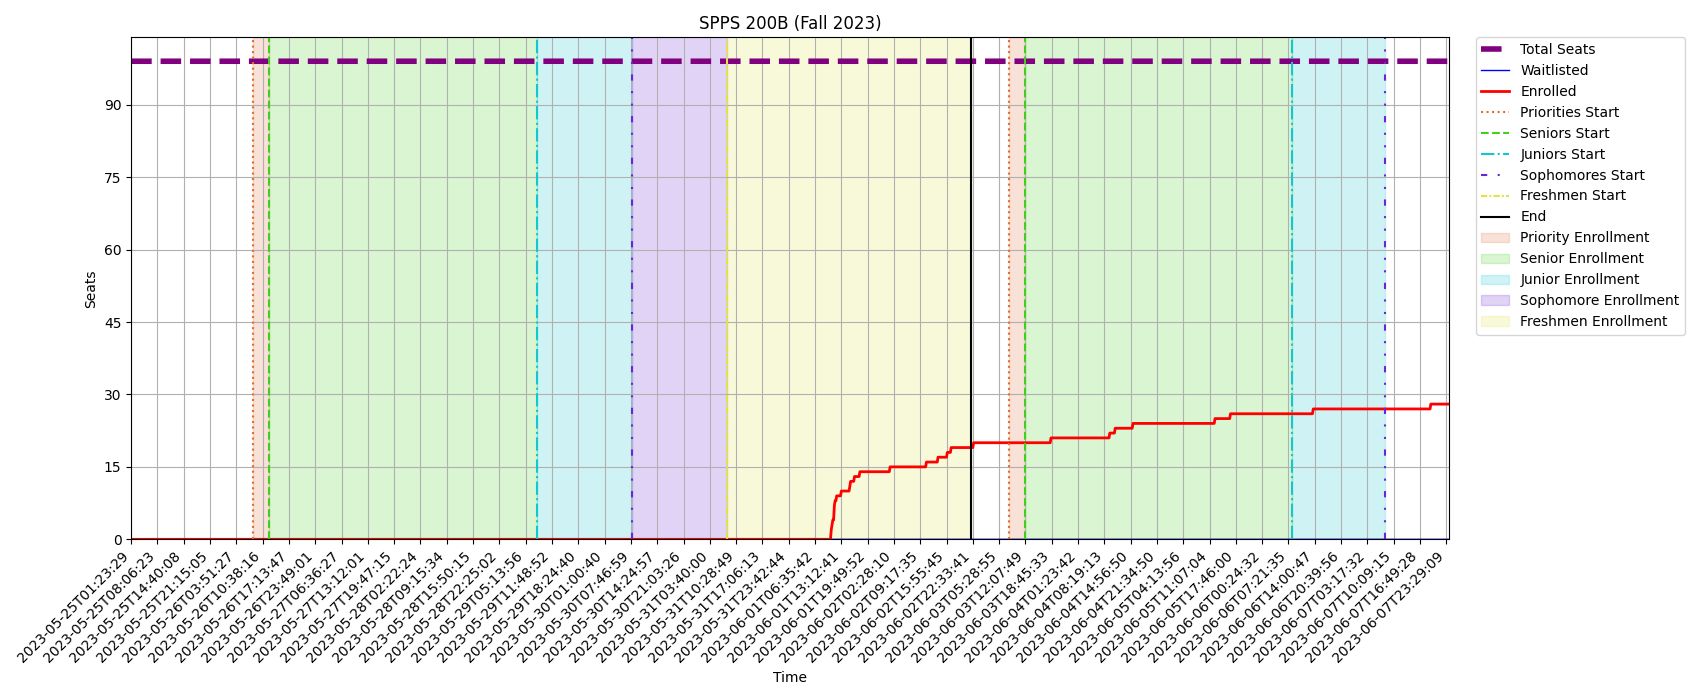 SPPS 200B (Fall 2023)
Seats
90
75
60
45
30
15
0
2023-05-25T01:23:29
2023-05-25T08:06:23
2023-05-25T14:40:08
2023-05-25T21:15:05
2023-05-26T03:51:27
2023-05-26T10:38:16
2023-05-26T17:13:47
2023-05-26T23:49:01
2023-05-27T06:36:27
2023-05-27T13:12:01
2023-05-27T19:47:15
2023-05-28T02:22:24
2023-05-28T09:15:34
2023-05-28T15:50:15
2023-05-28T22:25:02
2023-05-29T05:13:56
2023-05-29T11:48:52
2023-05-29T18:24:40
2023-05-30T01:00:40
2023-05-30T07:46:59
2023-05-30T14:24:57
2023-05-30T21:03:26
2023-05-31T03:40:00
2023-05-31T10:28:49
2023-05-31T17:06:13
2023-05-31T23:42:44
2023-06-01T06:35:42
2023-06-01T13:12:41
2023-06-01T19:49:52
2023-06-02T02:28:10
2023-06-02T09:17:35
2023-06-02T15:55:45
2023-06-02T22:33:41
2023-06-03T05:28:55
2023-06-03T12:07:49
2023-06-03T18:45:33
2023-06-04T01:23:42
2023-06-04T08:19:13
2023-06-04T14:56:50
2023-06-04T21:34:50
2023-06-05T04:13:56
2023-06-05T11:07:04
2023-06-05T17:46:00
2023-06-06T00:24:32
2023-06-06T07:21:35
2023-06-06T14:00:47
2023-06-06T20:39:56
2023-06-07T03:17:32
2023-06-07T10:09:15
2023-06-07T16:49:28
2023-06-07T23:29:09
Time
Total Seats
Waitlisted
Enrolled
Priorities Start
Seniors Start
Juniors Start
Sophomores Start
Freshmen Start
End
Priority Enrollment
Senior Enrollment
Junior Enrollment
Sophomore Enrollment
Freshmen Enrollment